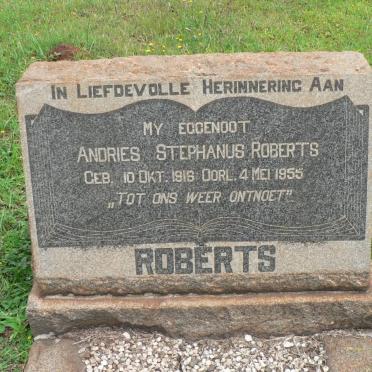 IN LIEFDEVOLLE HERINNERING AAN
MY EGGENOOT
ANDRIES STEPHANUS ROBERTS
GEB. 10 OKT. 1916 OORL. 4 MEI 1955
„TOT ONS WEER ONTMOET"
ROBERTS